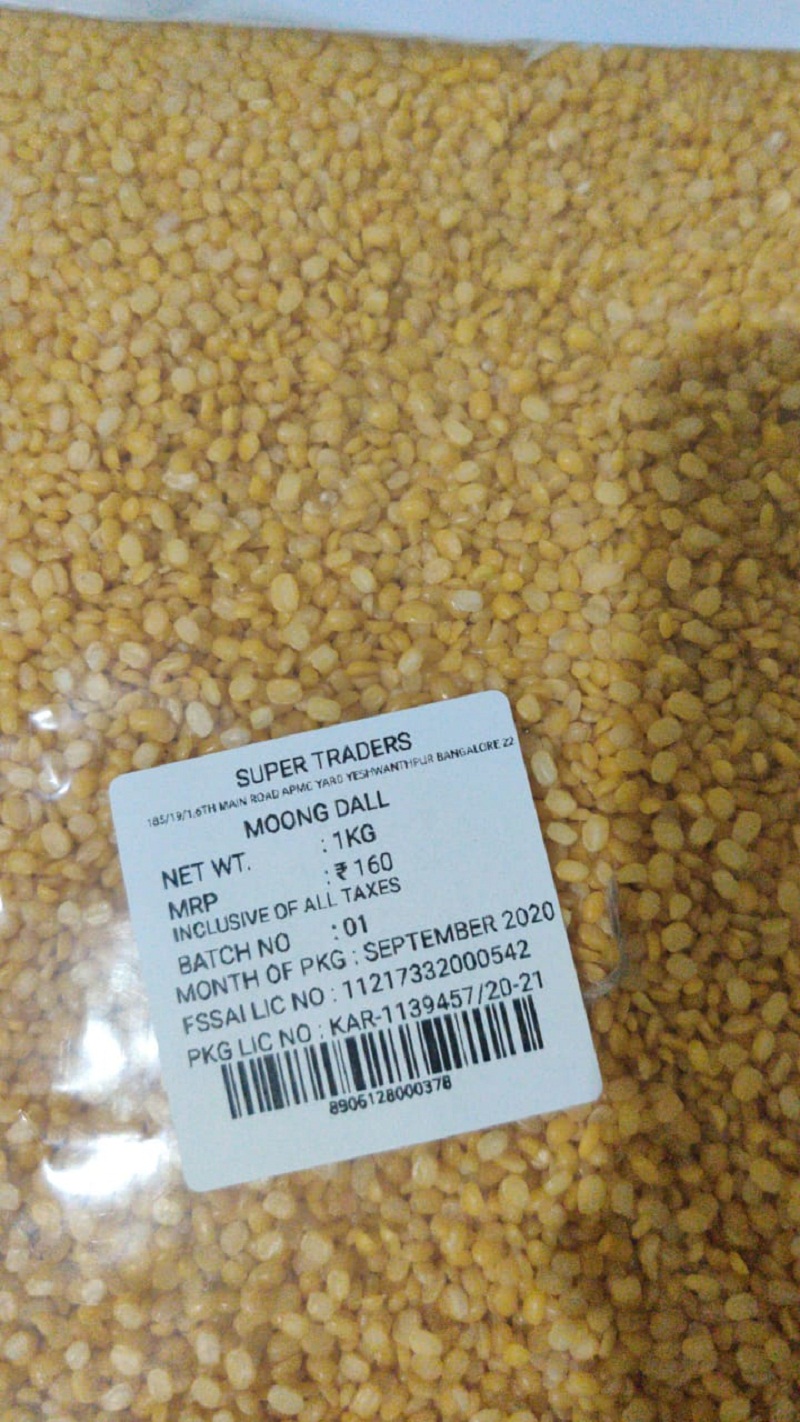 SUPER TRADERS
185/19/1,6TH MAIN ROAD APMC YARD YESHWANTHPUR BANGALORE 22
MOONG DALL
NET WT. : 1KG
MRP : ₹ 160
INCLUSIVE OF ALL TAXES
BATCH NO : 01
MONTH OF PKG : SEPTEMBER 2020
FSSAI LIC NO : 11217332000542
PKG LIC NO : KAR-1139457/20-21
8906128000378